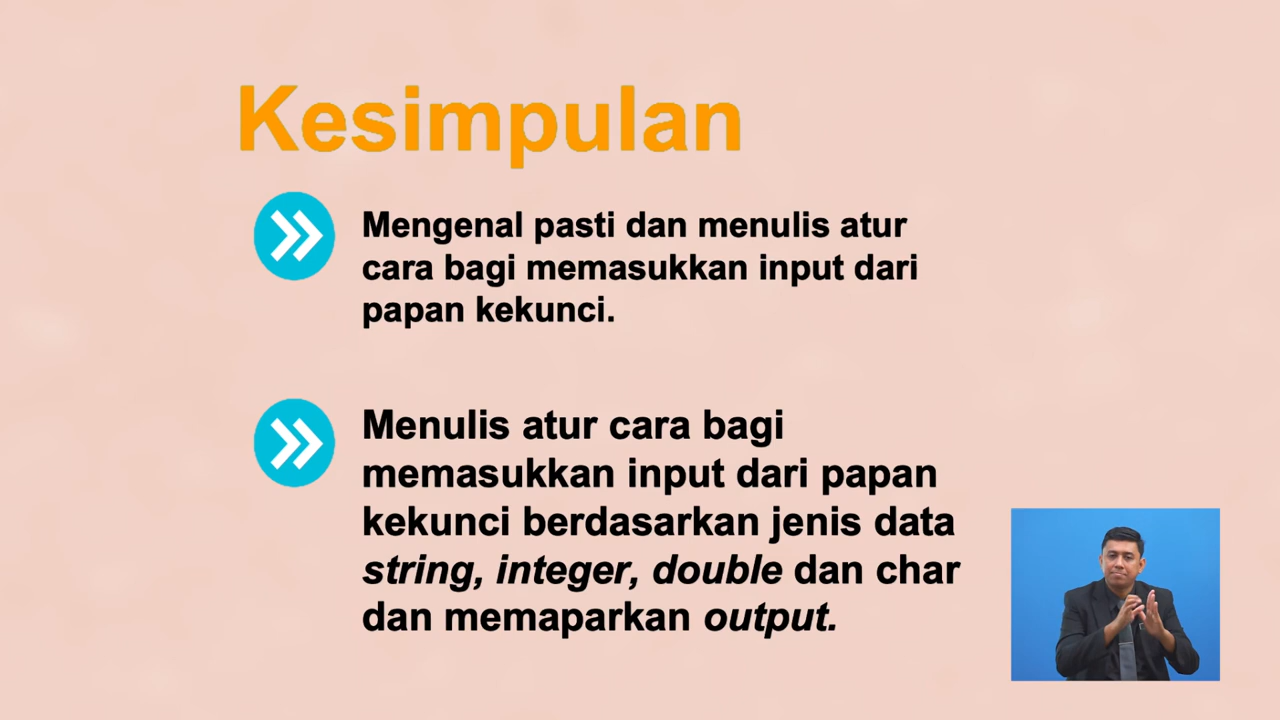 Kesimpulan
Mengenal pasti dan menulis atur
cara bagi memasukkan input dari
papan kekunci.
Menulis atur cara bagi
memasukkan input dari papan
kekunci berdasarkan jenis data
string, integer, double dan char
dan memaparkan output.